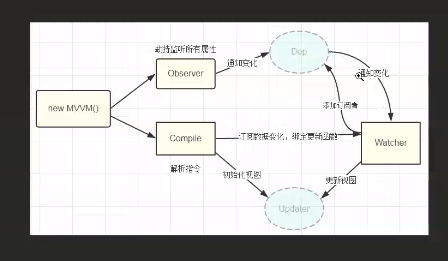 劫持监听所有属性
Observer
通知变化
Dep
通知变化
new MVVM()
添加订阅者
Compile
订阅数据变化，绑定更新函数
Watcher
解析指令
初始化视图
更新视图
Updater